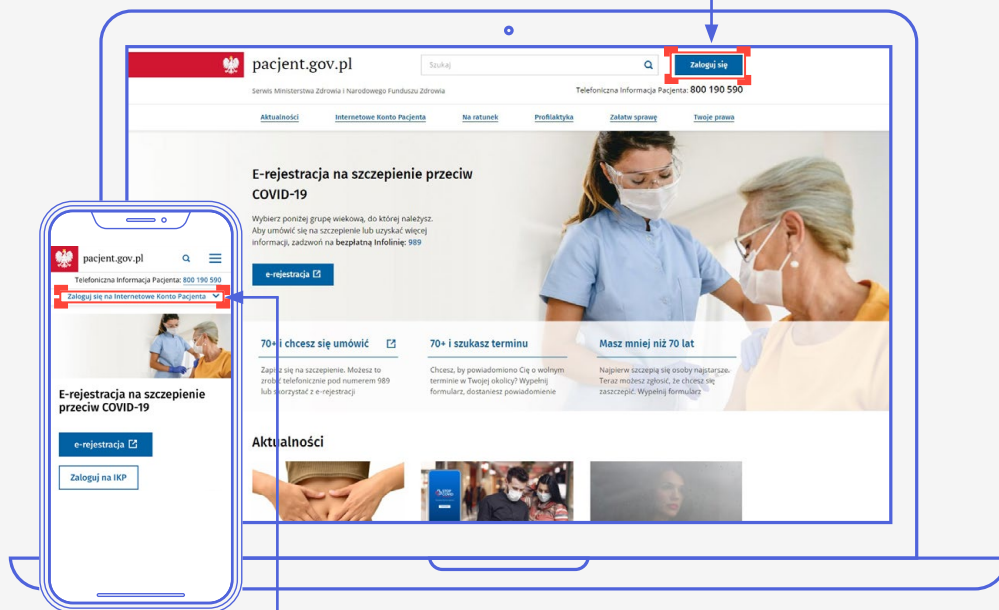 pacjent.gov.pl
Szukaj
Zaloguj się
Serwis Ministerstwa Zdrowia i Narodowego Funduszu Zdrowia
Telefoniczna Informacja Pacjenta: 800 190 590
Aktualności
Internetowe Konto Pacjenta
Na ratunek
Profilaktyka
Załatw sprawę
Twoje prawa
E-rejestracja na szczepienie przeciw
COVID-19
Wybierz poniżej grupę wiekową, do której należysz.
Aby umówić się na szczepienie lub uzyskać więcej
informacji, zadzwoń na bezpłatną Infolinię: 989
e-rejestracja
70+ i chcesz się umówić
Zapisz się na szczepienie. Możesz to
zrobić telefonicznie pod numerem 989
lub skorzystać z e-rejestracji
70+ i szukasz terminu
Chcesz, by powiadomiono Cię o wolnym
terminie w Twojej okolicy? Wypełnij
formularz, dostaniesz powiadomienie
Masz mniej niż 70 lat
Najpierw szczepią się osoby najstarsze.
Teraz możesz zgłosić, że chcesz się
zaszczepić. Wypełnij formularz
Aktualności
pacjent.gov.pl
Telefoniczna Informacja Pacjenta: 800 190 590
Zaloguj się na Internetowe Konto Pacjenta
E-rejestracja na szczepienie
przeciw COVID-19
e-rejestracja
Zaloguj na IKP